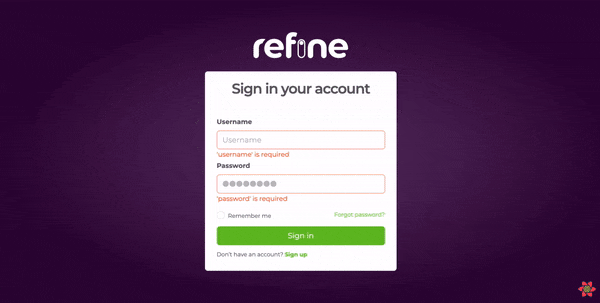 refine
Sign in your account
Username
Username
'username' is required
Password
'password' is required
Remember me Forgot password?
Sign in
Don't have an account? Sign up